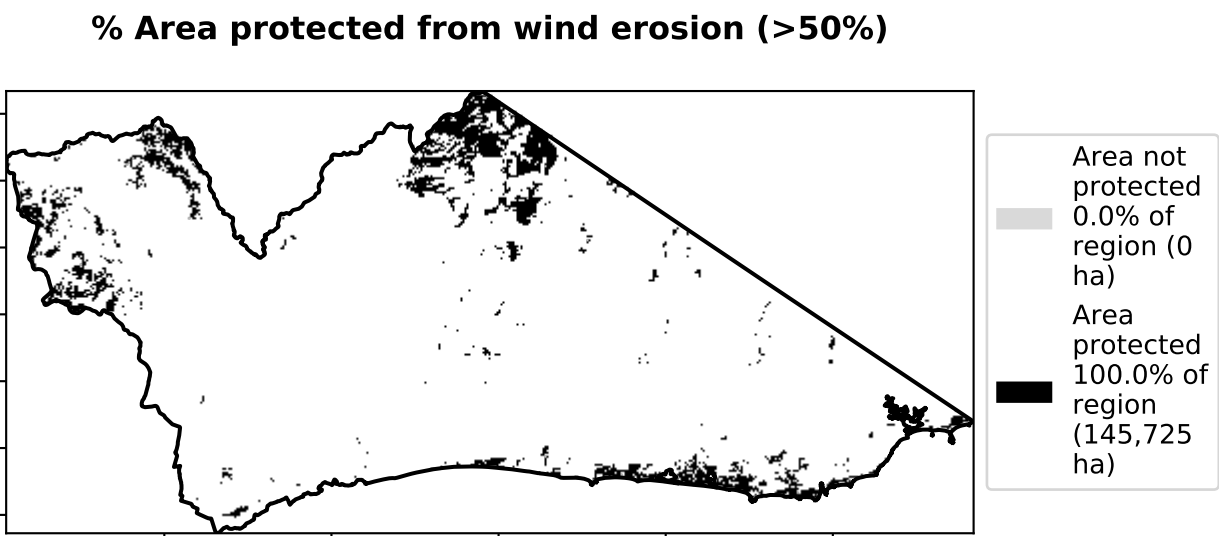 % Area protected from wind erosion (>50%)
Area not
protected
0.0% of
region (0
ha)
Area
protected
100.0% of
region
(145,725
ha)